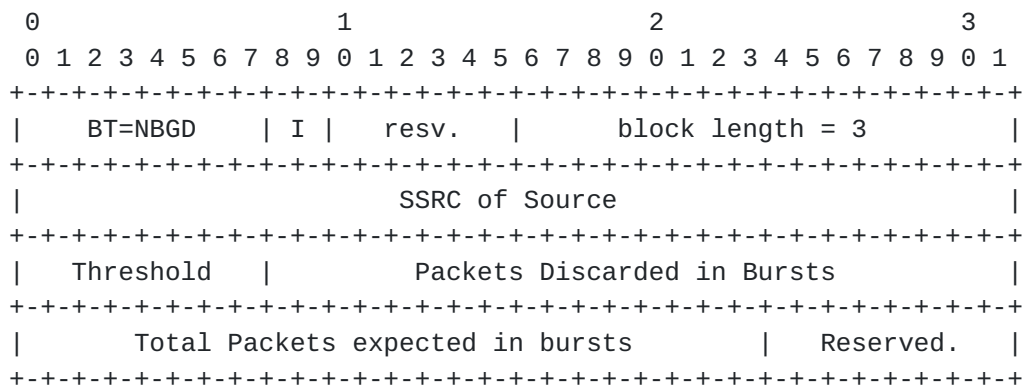 0                   1                   2                   3
0 1 2 3 4 5 6 7 8 9 0 1 2 3 4 5 6 7 8 9 0 1 2 3 4 5 6 7 8 9 0 1
+-+-+-+-+-+-+-+-+-+-+-+-+-+-+-+-+-+-+-+-+-+-+-+-+-+-+-+-+-+-+-+-+
|    BT=NBGD    | I |   resv.   |      block length = 3         |
+-+-+-+-+-+-+-+-+-+-+-+-+-+-+-+-+-+-+-+-+-+-+-+-+-+-+-+-+-+-+-+-+
|                        SSRC of Source                         |
+-+-+-+-+-+-+-+-+-+-+-+-+-+-+-+-+-+-+-+-+-+-+-+-+-+-+-+-+-+-+-+-+
|   Threshold   |         Packets Discarded in Bursts           |
+-+-+-+-+-+-+-+-+-+-+-+-+-+-+-+-+-+-+-+-+-+-+-+-+-+-+-+-+-+-+-+-+
|       Total Packets expected in bursts        |   Reserved.   |
+-+-+-+-+-+-+-+-+-+-+-+-+-+-+-+-+-+-+-+-+-+-+-+-+-+-+-+-+-+-+-+-+